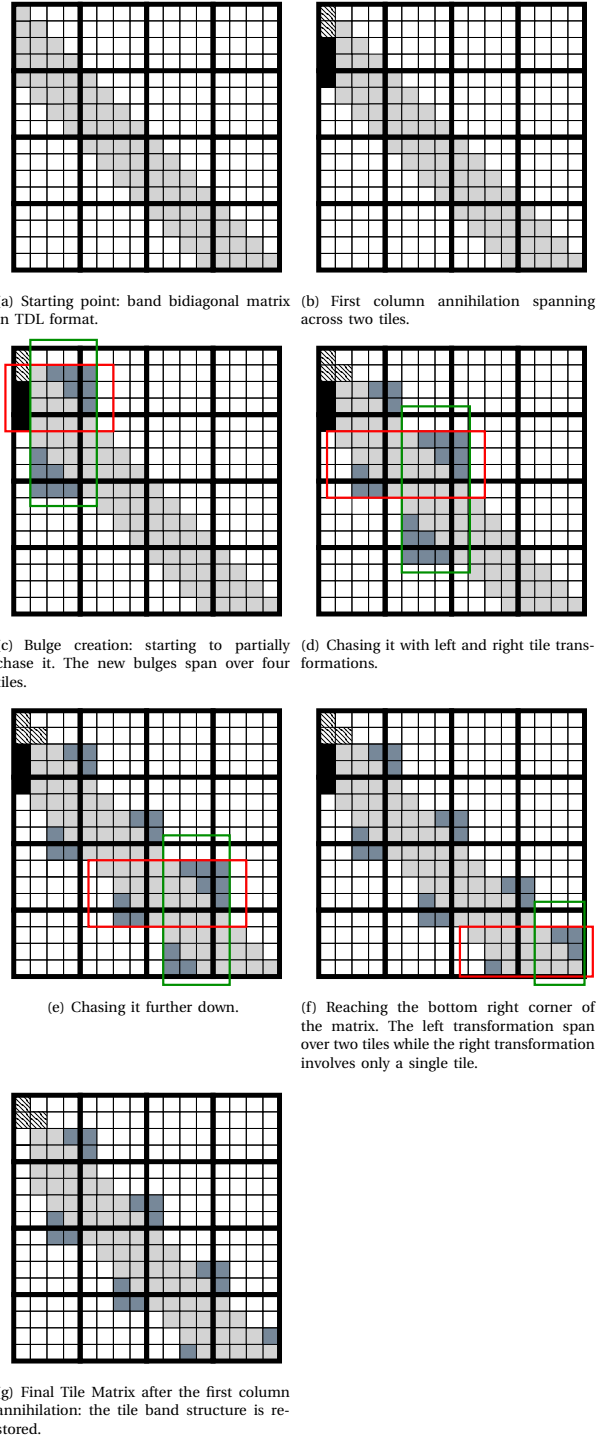 a) Starting point: band bidiagonal matrix
n TDL format.
(b) First column annihilation spanning
across two tiles.
c) Bulge creation: starting to partially
chase it. The new bulges span over four
iles.
(d) Chasing it with left and right tile trans-
formations.
(e) Chasing it further down.
(f) Reaching the bottom right corner of
the matrix. The left transformation span
over two tiles while the right transformation
involves only a single tile.
g) Final Tile Matrix after the first column
annihilation: the tile band structure is re-
stored.